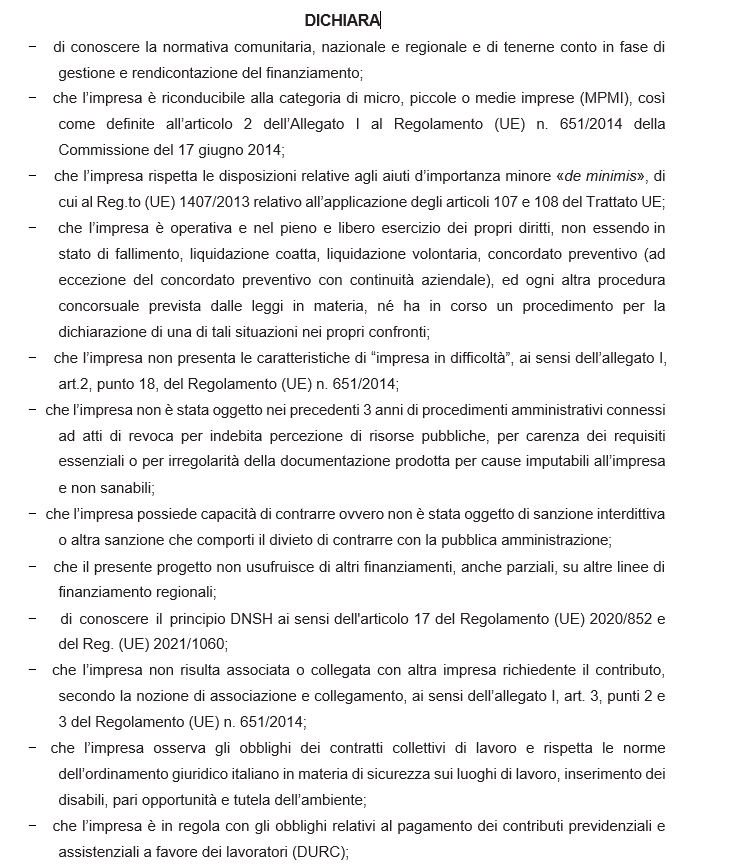 DICHIARA
− di conoscere la normativa comunitaria, nazionale e regionale e di tenerne conto in fase di
gestione e rendicontazione del finanziamento;
− che l’impresa è riconducibile alla categoria di micro, piccole o medie imprese (MPMI), così
come definite all’articolo 2 dell’Allegato I al Regolamento (UE) n. 651/2014 della
Commissione del 17 giugno 2014;
− che l’impresa rispetta le disposizioni relative agli aiuti d’importanza minore «de minimis», di
cui al Reg.to (UE) 1407/2013 relativo all’applicazione degli articoli 107 e 108 del Trattato UE;
− che l’impresa è operativa e nel pieno e libero esercizio dei propri diritti, non essendo in
stato di fallimento, liquidazione coatta, liquidazione volontaria, concordato preventivo (ad
eccezione del concordato preventivo con continuità aziendale), ed ogni altra procedura
concorsuale prevista dalle leggi in materia, né ha in corso un procedimento per la
dichiarazione di una di tali situazioni nei propri confronti;
− che l’impresa non presenta le caratteristiche di “impresa in difficoltà”, ai sensi dell’allegato I,
art.2, punto 18, del Regolamento (UE) n. 651/2014;
− che l’impresa non è stata oggetto nei precedenti 3 anni di procedimenti amministrativi connessi
ad atti di revoca per indebita percezione di risorse pubbliche, per carenza dei requisiti
essenziali o per irregolarità della documentazione prodotta per cause imputabili all’impresa
e non sanabili;
− che l’impresa possiede capacità di contrarre ovvero non è stata oggetto di sanzione interdittiva
o altra sanzione che comporti il divieto di contrarre con la pubblica amministrazione;
− che il presente progetto non usufruisce di altri finanziamenti, anche parziali, su altre linee di
finanziamento regionali;
− di conoscere il principio DNSH ai sensi dell'articolo 17 del Regolamento (UE) 2020/852 e
del Reg. (UE) 2021/1060;
− che l’impresa non risulta associata o collegata con altra impresa richiedente il contributo,
secondo la nozione di associazione e collegamento, ai sensi dell’allegato I, art. 3, punti 2 e
3 del Regolamento (UE) n. 651/2014;
− che l’impresa osserva gli obblighi dei contratti collettivi di lavoro e rispetta le norme
dell’ordinamento giuridico italiano in materia di sicurezza sui luoghi di lavoro, inserimento dei
disabili, pari opportunità e tutela dell’ambiente;
− che l’impresa è in regola con gli obblighi relativi al pagamento dei contributi previdenziali e
assistenziali a favore dei lavoratori (DURC);